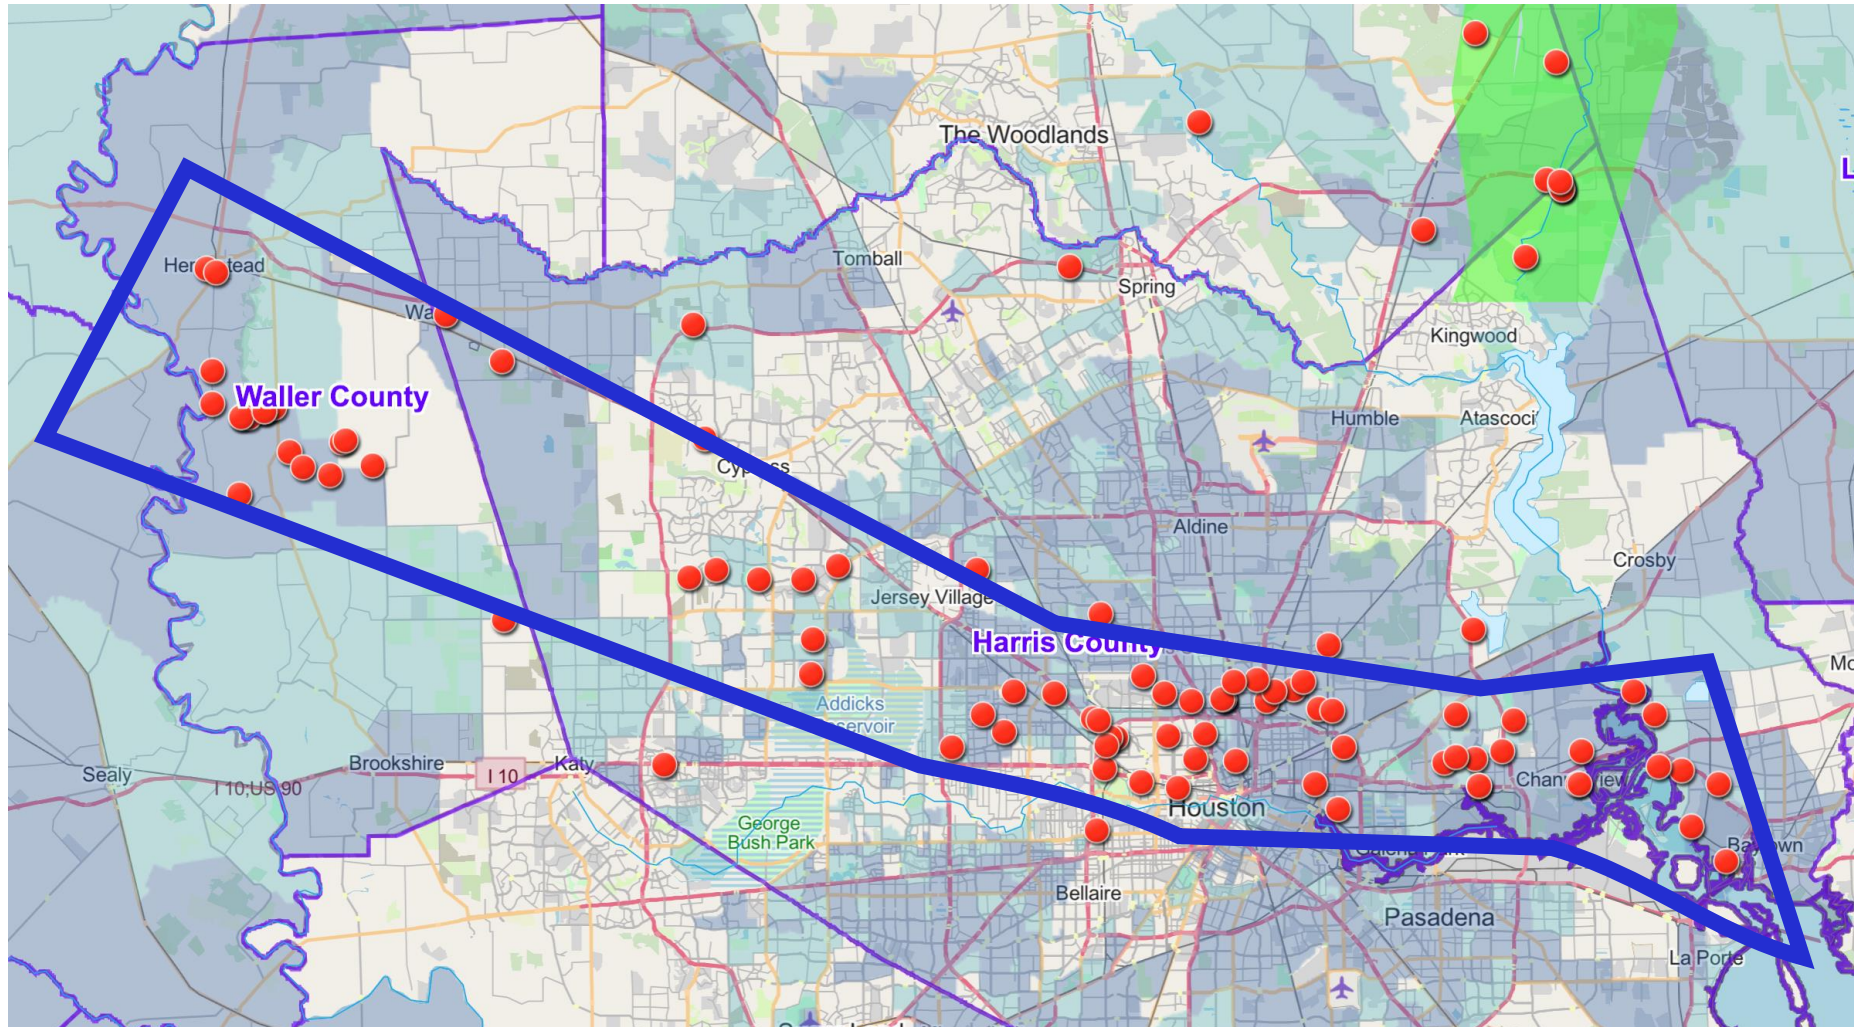 The Woodlands
L
Tomball
Spring
Kingwood
Waller County
Humble
Aldine
Crosby
Jersey Village
Harris County
Mo
Addicks
Sealy
Brookshire
I 10
Katy
I 10;US 90
Houston
George
Bush Park
Bellaire
Pasadena
La Porte